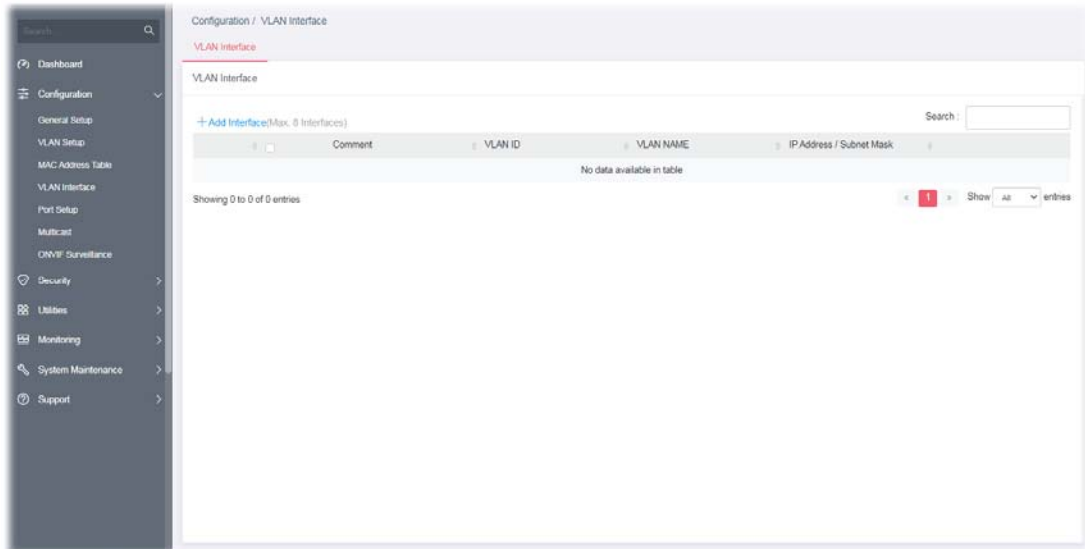 Search...
Dashboard
Configuration
General Setup
VLAN Setup
MAC Address Table
VLAN Interface
Port Setup
Multicast
ONVIF Surveillance
Security
Utilities
Monitoring
System Maintenance
Support
Configuration / VLAN Interface
VLAN Interface
VLAN Interface
+Add Interface(Max. 8 Interfaces)
Search :
Comment VLAN ID VLAN NAME IP Address / Subnet Mask
No data available in table
Showing 0 to 0 of 0 entries
« 1 » Show All entries